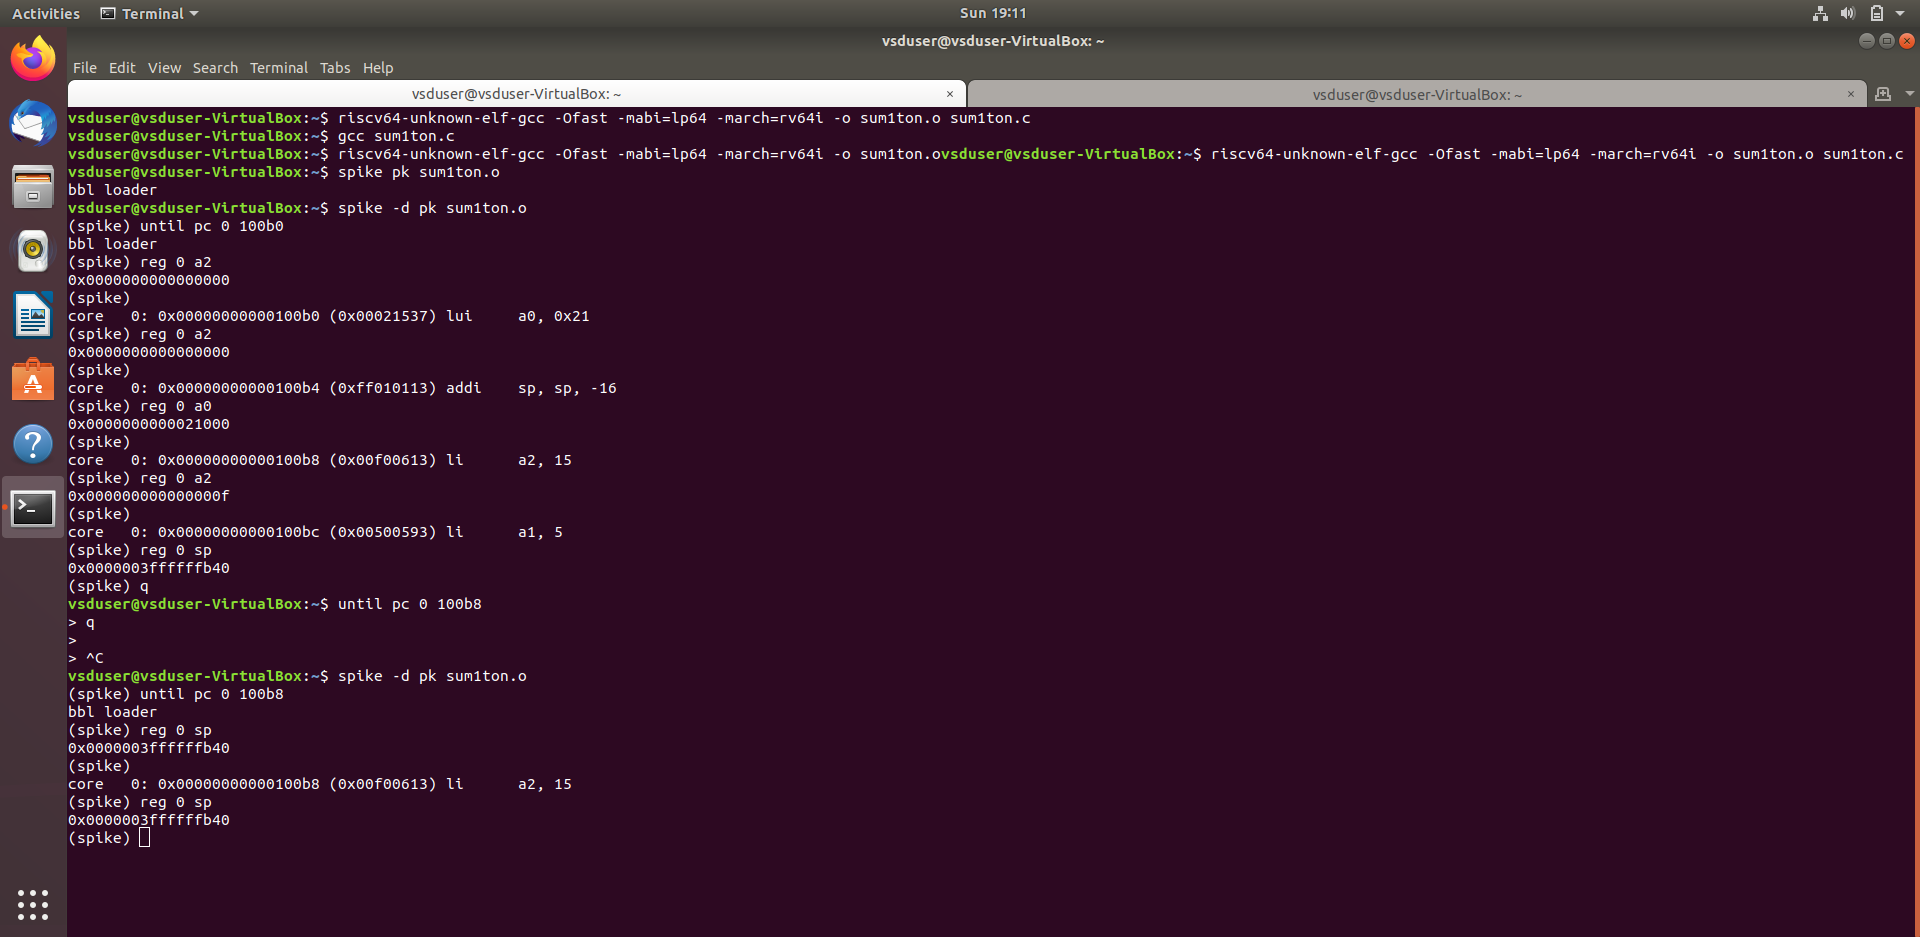 Activities Terminal Sun 19:11
vsduser@vsduser-VirtualBox: ~
File Edit View Search Terminal Tabs Help
vsduser@vsduser-VirtualBox: ~ × vsduser@vsduser-VirtualBox: ~ ×
vsduser@vsduser-VirtualBox:~$ riscv64-unknown-elf-gcc -Ofast -mabi=lp64 -march=rv64i -o sum1ton.o sum1ton.c
vsduser@vsduser-VirtualBox:~$ gcc sum1ton.c
vsduser@vsduser-VirtualBox:~$ riscv64-unknown-elf-gcc -Ofast -mabi=lp64 -march=rv64i -o sum1ton.ovsduser@vsduser-VirtualBox:~$ riscv64-unknown-elf-gcc -Ofast -mabi=lp64 -march=rv64i -o sum1ton.o sum1ton.c
vsduser@vsduser-VirtualBox:~$ spike pk sum1ton.o
bbl loader
vsduser@vsduser-VirtualBox:~$ spike -d pk sum1ton.o
(spike) until pc 0 100b0
bbl loader
(spike) reg 0 a2
0x0000000000000000
(spike)
core   0: 0x00000000000100b0 (0x00021537) lui     a0, 0x21
(spike) reg 0 a2
0x0000000000000000
(spike)
core   0: 0x00000000000100b4 (0xff010113) addi    sp, sp, -16
(spike) reg 0 a0
0x0000000000021000
(spike)
core   0: 0x00000000000100b8 (0x00f00613) li      a2, 15
(spike) reg 0 a2
0x000000000000000f
(spike)
core   0: 0x00000000000100bc (0x00500593) li      a1, 5
(spike) reg 0 sp
0x0000003ffffffb40
(spike) q
vsduser@vsduser-VirtualBox:~$ until pc 0 100b8
> q
>
> ^C
vsduser@vsduser-VirtualBox:~$ spike -d pk sum1ton.o
(spike) until pc 0 100b8
bbl loader
(spike) reg 0 sp
0x0000003ffffffb40
(spike)
core   0: 0x00000000000100b8 (0x00f00613) li      a2, 15
(spike) reg 0 sp
0x0000003ffffffb40
(spike)